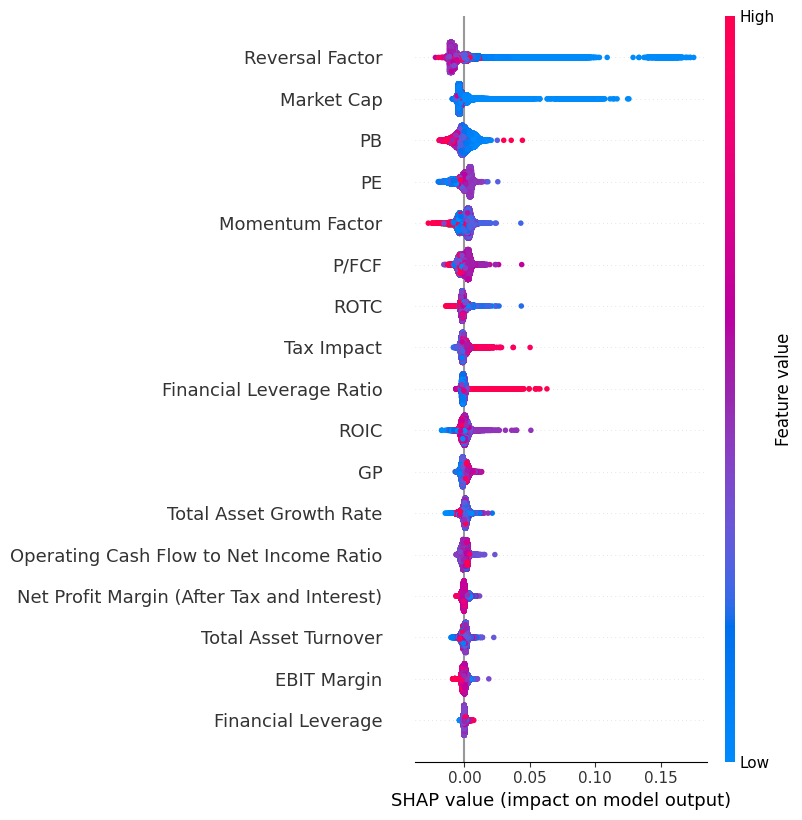 High
Reversal Factor
Market Cap
PB
PE
Momentum Factor
P/FCF
ROTC
Tax Impact
Financial Leverage Ratio
ROIC
GP
Total Asset Growth Rate
Operating Cash Flow to Net Income Ratio
Net Profit Margin (After Tax and Interest)
Total Asset Turnover
EBIT Margin
Financial Leverage
Feature value
Low
0.00 0.05 0.10 0.15
SHAP value (impact on model output)